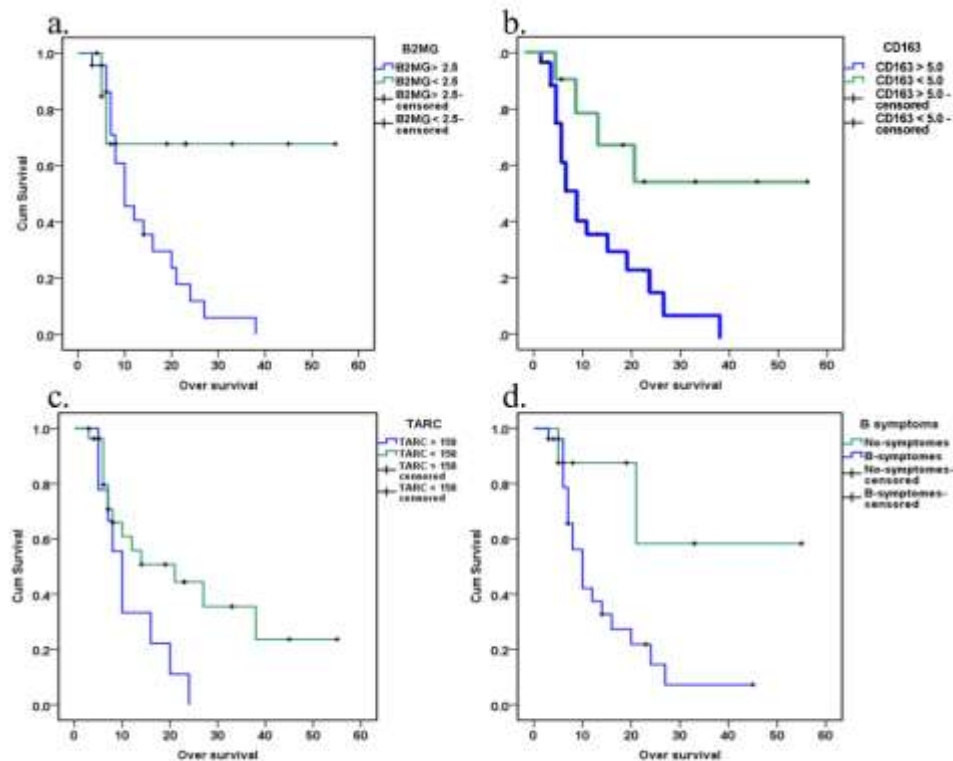 a.
B2MG
B2MG> 2.5
B2MG< 2.5
B2MG> 2.5-
censored
B2MG< 2.5-
censored
1.0
0.8
0.6
0.4
0.2
0.0
Cum Survival
0 10 20 30 40 50 60
Over survival
b.
CD163
CD163 > 5.0
CD163 < 5.0
CD163 > 5.0 -
censored
CD163 < 5.0 -
censored
1.0
.8
.6
.4
.2
.0
Cum Survival
0 10 20 30 40 50 60
Over survival
c.
TARC
TARC > 150
TARC < 150
TARC > 150
censored
TARC < 150
censored
1.0
0.8
0.6
0.4
0.2
0.0
Cum Survival
0 10 20 30 40 50 60
Over survival
d.
B symptoms
No-symptomes
B-symptomes
No-symptomes-
censored
B-symptomes-
censored
1.0
0.8
0.6
0.4
0.2
0.0
Cum Survival
0 10 20 30 40 50 60
Over survival